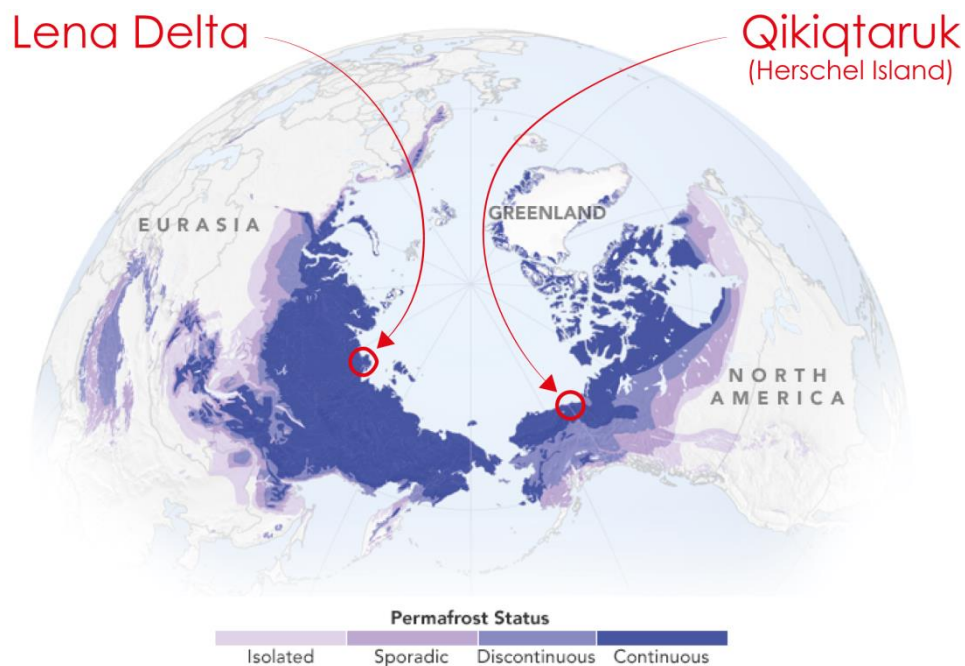 Lena Delta
Qikiqtaruk
(Herschel Island)
EURASIA
GREENLAND
NORTH
AMERICA
Permafrost Status
Isolated
Sporadic
Discontinuous
Continuous